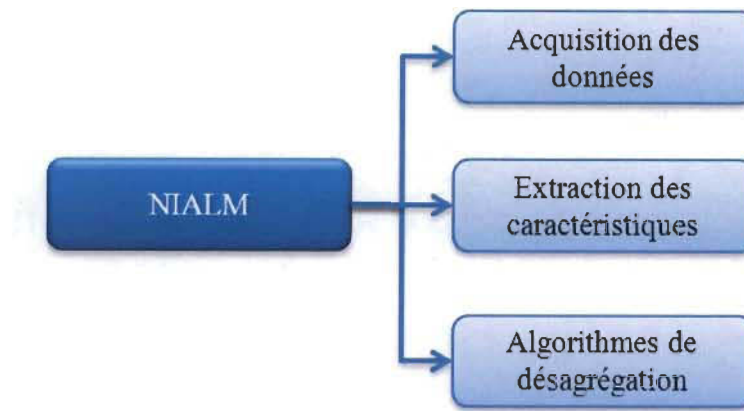 Acquisition des
données
NIALM
Extraction des
caractéristiques
Algorithmes de
désagrégation